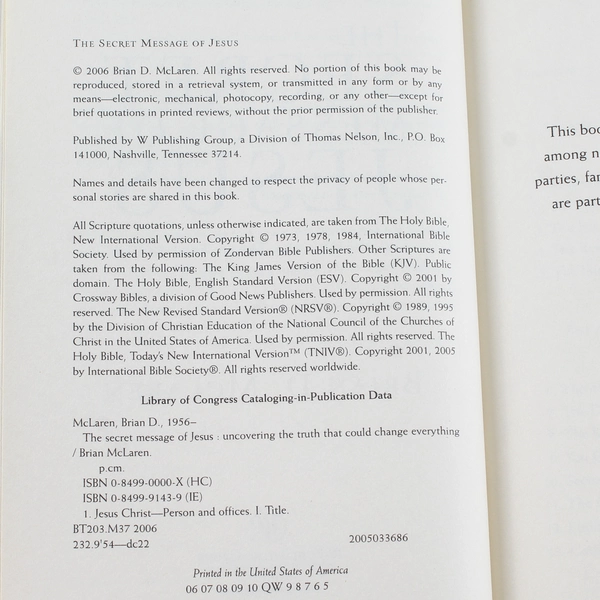 THE SECRET MESSAGE OF JESUS
© 2006 Brian D. McLaren. All rights reserved. No portion of this book may be
reproduced, stored in a retrieval system, or transmitted in any form or by any
means—electronic, mechanical, photocopy, recording, or any other—except for
brief quotations in printed reviews, without the prior permission of the publisher.
Published by W Publishing Group, a Division of Thomas Nelson, Inc., P.O. Box
141000, Nashville, Tennessee 37214.
Names and details have been changed to respect the privacy of people whose per-
sonal stories are shared in this book.
All Scripture quotations, unless otherwise indicated, are taken from The Holy Bible,
New International Version. Copyright © 1973, 1978, 1984, International Bible
Society. Used by permission of Zondervan Bible Publishers. Other Scriptures are
taken from the following: The King James Version of the Bible (KJV). Public
domain. The Holy Bible, English Standard Version (ESV). Copyright © 2001 by
Crossway Bibles, a division of Good News Publishers. Used by permission. All rights
reserved. The New Revised Standard Version® (NRSV®). Copyright © 1989, 1995
by the Division of Christian Education of the National Council of the Churches of
Christ in the United States of America. Used by permission. All rights reserved. The
Holy Bible, Today's New International Version™ (TNIV®). Copyright 2001, 2005
by International Bible Society®. All rights reserved worldwide.
Library of Congress Cataloging-in-Publication Data
McLaren, Brian D., 1956–
The secret message of Jesus : uncovering the truth that could change everything
/ Brian McLaren.
p.cm.
ISBN 0-8499-0000-X (HC)
ISBN 0-8499-9143-9 (IE)
1. Jesus Christ—Person and offices. I. Title.
BT203.M37 2006
232.9'54—dc22 2005033686
Printed in the United States of America
06 07 08 09 10 QW 9 8 7 6 5
This
among
parties,
are